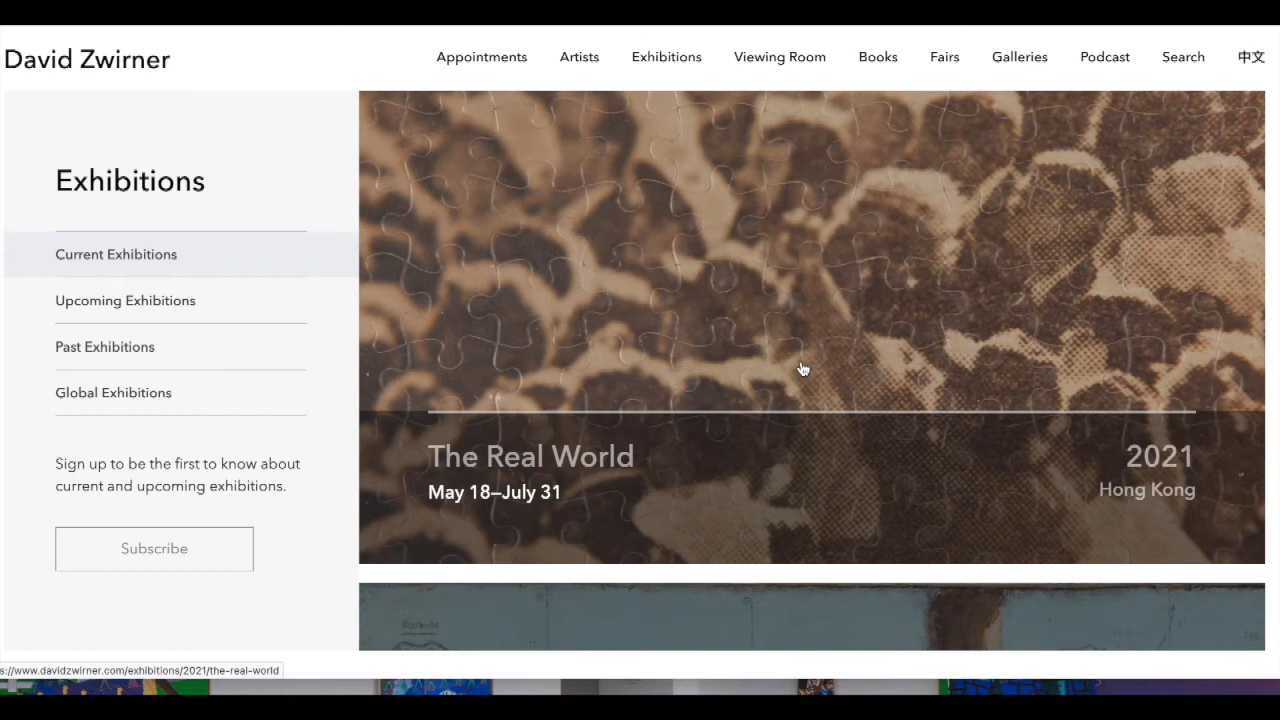 David Zwirner
Appointments Artists Exhibitions Viewing Room Books Fairs Galleries Podcast Search 中文
Exhibitions
Current Exhibitions
Upcoming Exhibitions
Past Exhibitions
Global Exhibitions
Sign up to be the first to know about
current and upcoming exhibitions.
Subscribe
The Real World
May 18—July 31
2021
Hong Kong
s://www.davidzwirner.com/exhibitions/2021/the-real-world